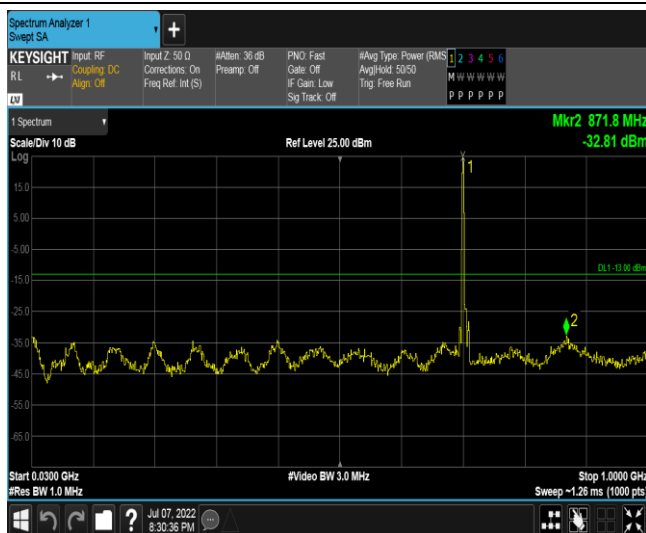 Spectrum Analyzer 1
Swept SA
+
KEYSIGHT
RL
LXI
Input: RF
Coupling: DC
Align: Off
Input Z: 50 Ω
Corrections: On
Freq Ref: Int (S)
#Atten: 36 dB
Preamp: Off
PNO: Fast
Gate: Off
IF Gain: Low
Sig Track: Off
#Avg Type: Power (RMS
Avg|Hold: 50/50
Trig: Free Run
1 2 3 4 5 6
M W W W W W
P P P P P P
1 Spectrum
Mkr2 871.8 MHz
Scale/Div 10 dB
Ref Level 25.00 dBm
-32.81 dBm
Log
1
15.0
5.00
-5.00
DL1 -13.00 dBm
-15.0
-25.0
2
-35.0
-45.0
-55.0
-65.0
Start 0.0300 GHz
#Video BW 3.0 MHz
Stop 1.0000 GHz
#Res BW 1.0 MHz
Sweep ~1.26 ms (1000 pts)
?
Jul 07, 2022
8:30:36 PM